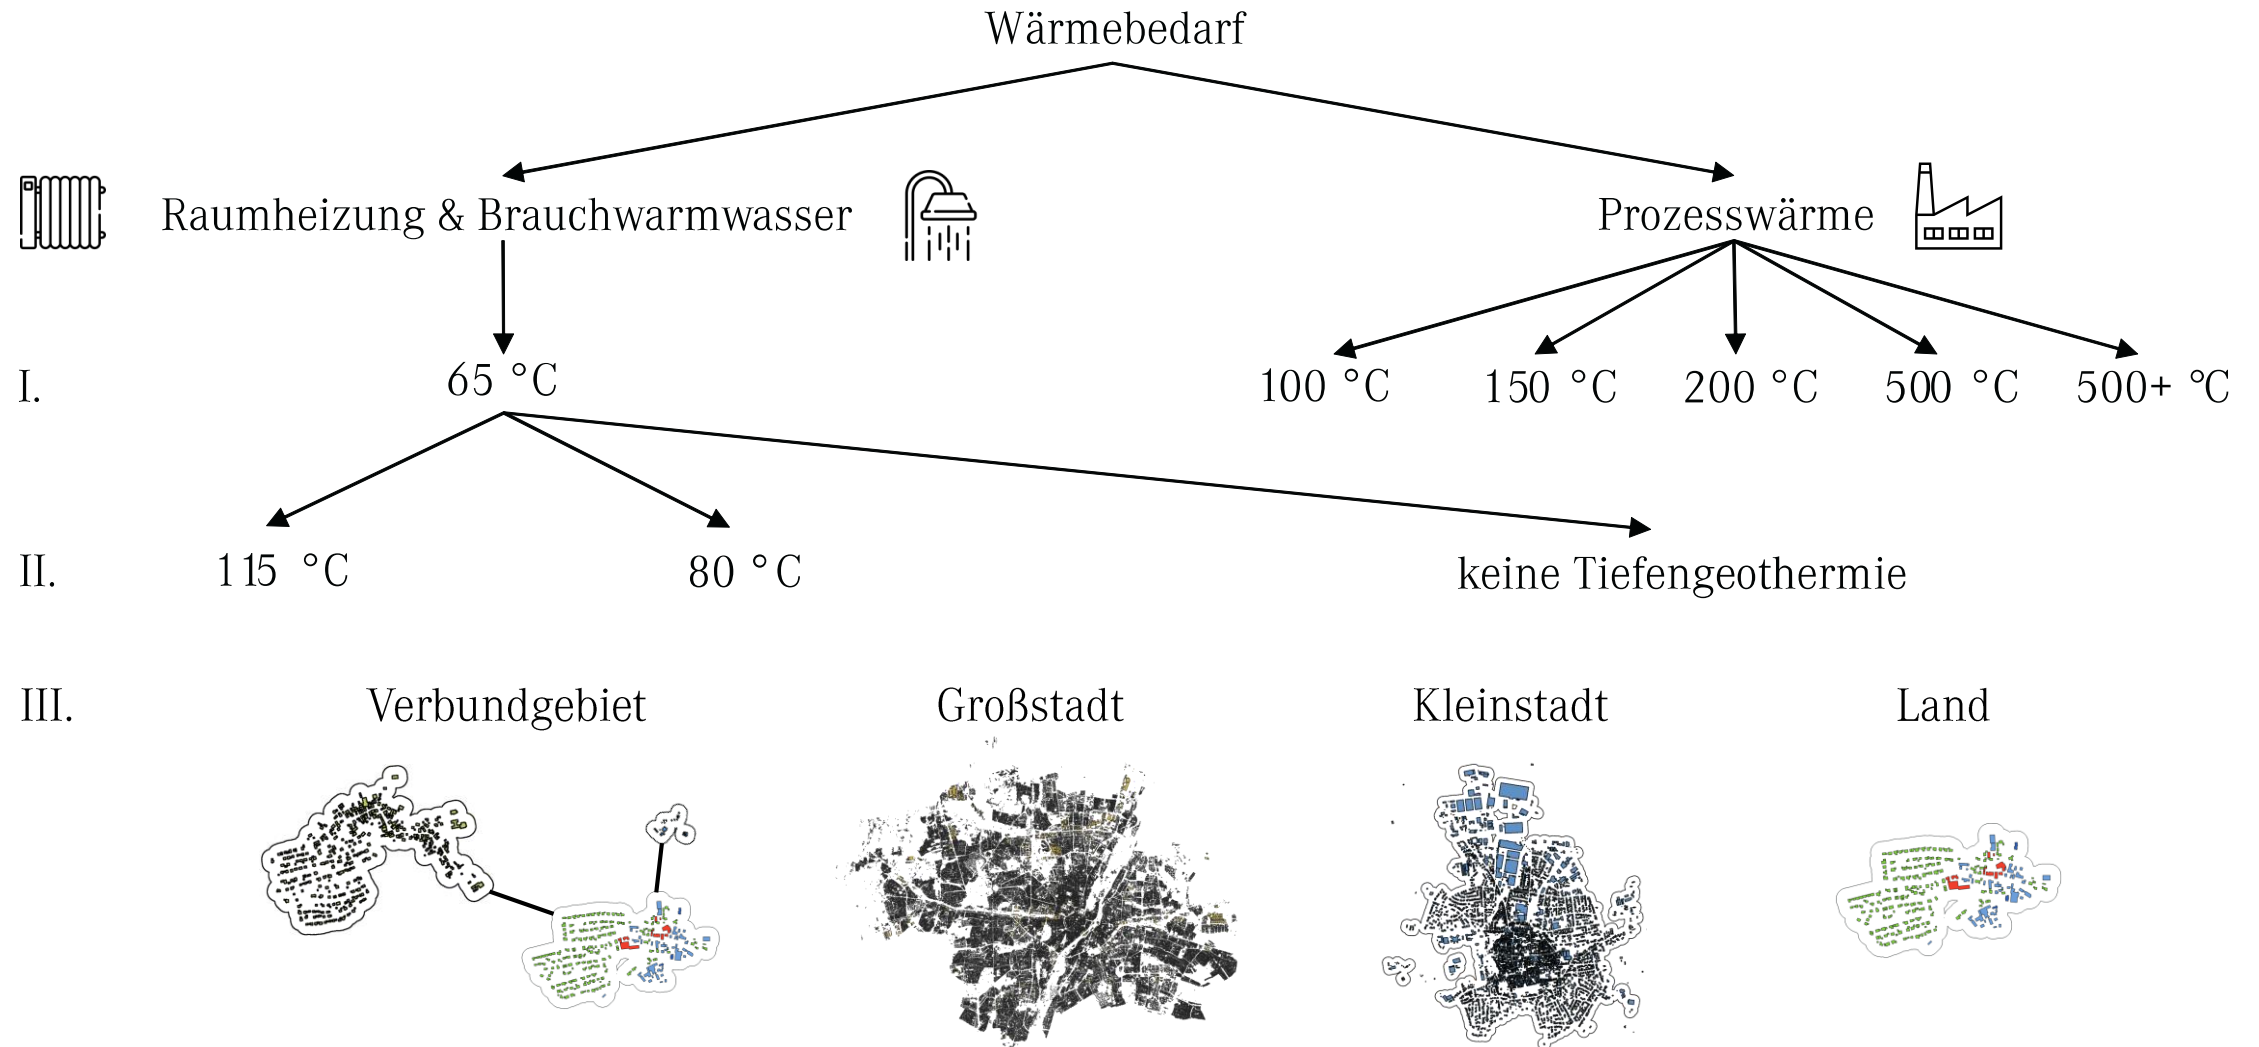 Wärmebedarf
Raumheizung & Brauchwarmwasser
Prozesswärme
I. 65 °C 100 °C 150 °C 200 °C 500 °C 500+ °C
II. 115 °C 80 °C keine Tiefengeothermie
III. Verbundgebiet Großstadt Kleinstadt Land